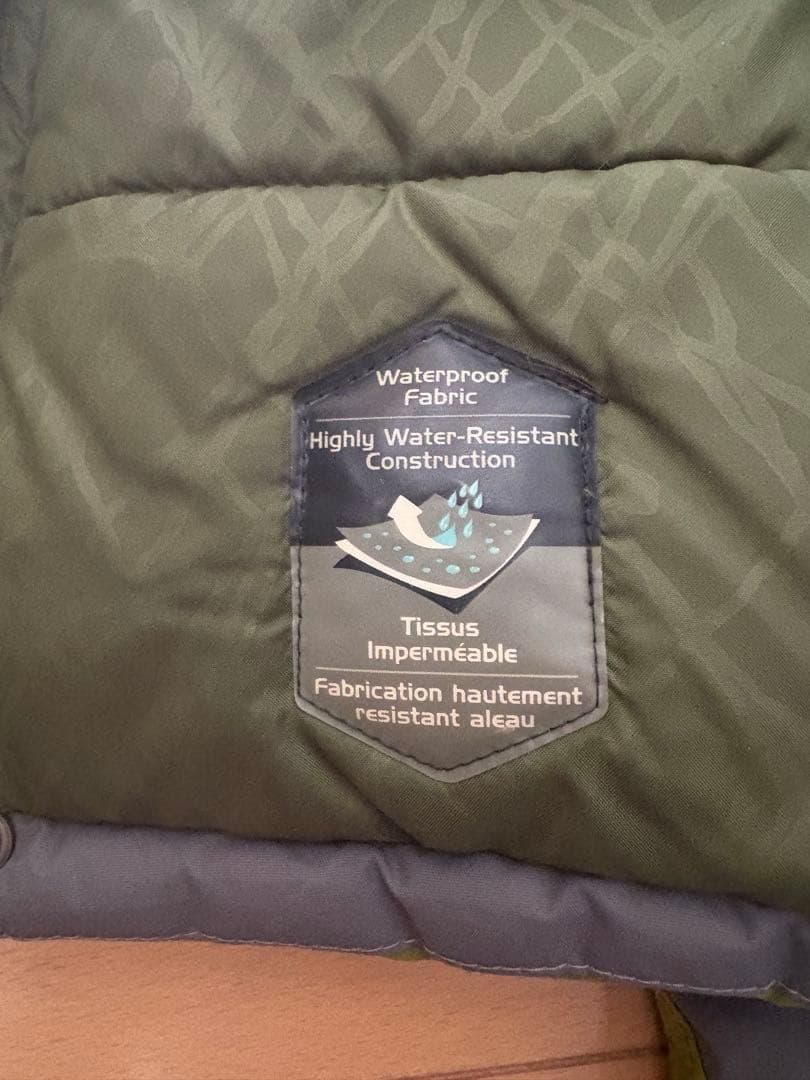 Waterproof
Fabric
Highly Water-Resistant
Construction
Tissus
Imperméable
Fabrication hautement
resistant aleau